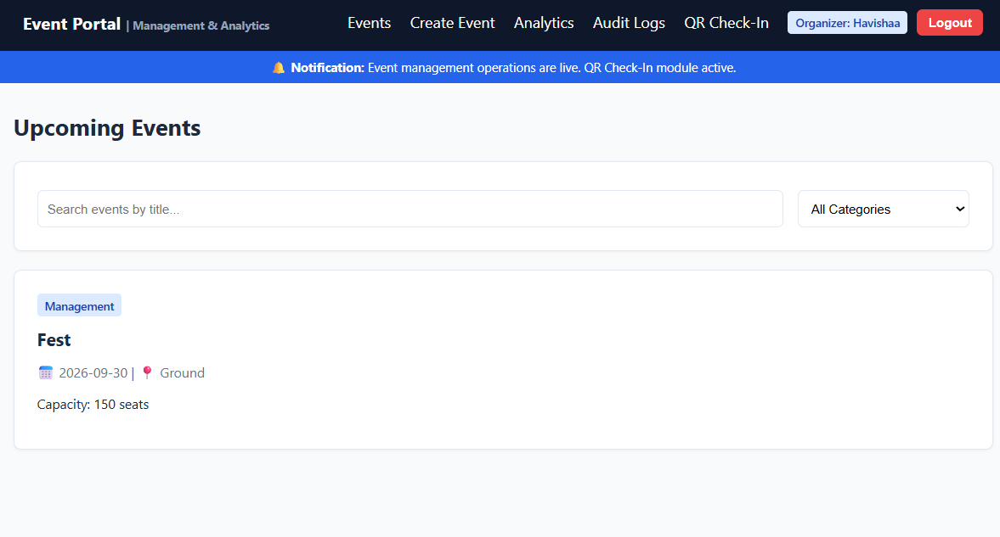 Event Portal | Management & Analytics Events Create Event Analytics Audit Logs QR Check-In Organizer: Havishaa Logout
🔔 Notification: Event management operations are live. QR Check-In module active.
Upcoming Events
Search events by title... All Categories
Management
Fest
2026-09-30 | 📍 Ground
Capacity: 150 seats